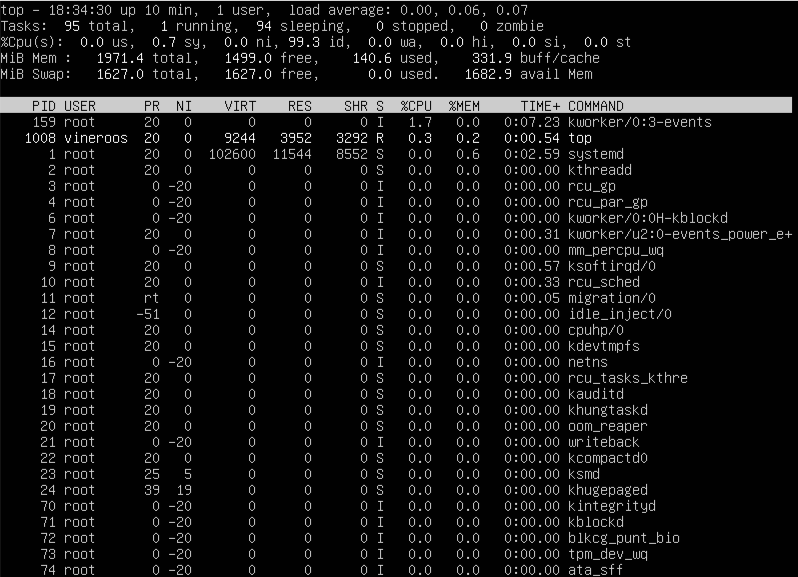 top - 18:34:30 up 10 min,  1 user,  load average: 0.00, 0.06, 0.07
Tasks:  95 total,   1 running,  94 sleeping,   0 stopped,   0 zombie
%Cpu(s):  0.0 us,  0.7 sy,  0.0 ni, 99.3 id,  0.0 wa,  0.0 hi,  0.0 si,  0.0 st
MiB Mem :   1971.4 total,   1499.0 free,    140.6 used,    331.9 buff/cache
MiB Swap:   1627.0 total,   1627.0 free,      0.0 used.   1682.9 avail Mem
PID USER      PR  NI    VIRT    RES    SHR S  %CPU  %MEM     TIME+ COMMAND
159 root      20   0       0      0      0 I   1.7   0.0   0:07.23 kworker/0:3-events
1008 vineroos  20   0    9244   3952   3292 R   0.3   0.2   0:00.54 top
1 root      20   0  102600  11544   8552 S   0.0   0.6   0:02.59 systemd
2 root      20   0       0      0      0 S   0.0   0.0   0:00.00 kthreadd
3 root       0 -20       0      0      0 I   0.0   0.0   0:00.00 rcu_gp
4 root       0 -20       0      0      0 I   0.0   0.0   0:00.00 rcu_par_gp
6 root       0 -20       0      0      0 I   0.0   0.0   0:00.00 kworker/0:0H-kblockd
7 root      20   0       0      0      0 I   0.0   0.0   0:00.31 kworker/u2:0-events_power_e+
8 root       0 -20       0      0      0 I   0.0   0.0   0:00.00 mm_percpu_wq
9 root      20   0       0      0      0 S   0.0   0.0   0:00.57 ksoftirqd/0
10 root      20   0       0      0      0 I   0.0   0.0   0:00.33 rcu_sched
11 root      rt   0       0      0      0 S   0.0   0.0   0:00.05 migration/0
12 root     -51   0       0      0      0 S   0.0   0.0   0:00.00 idle_inject/0
14 root      20   0       0      0      0 S   0.0   0.0   0:00.00 cpuhp/0
15 root      20   0       0      0      0 S   0.0   0.0   0:00.00 kdevtmpfs
16 root       0 -20       0      0      0 I   0.0   0.0   0:00.00 netns
17 root      20   0       0      0      0 S   0.0   0.0   0:00.00 rcu_tasks_kthre
18 root      20   0       0      0      0 S   0.0   0.0   0:00.00 kauditd
19 root      20   0       0      0      0 S   0.0   0.0   0:00.00 khungtaskd
20 root      20   0       0      0      0 S   0.0   0.0   0:00.00 oom_reaper
21 root       0 -20       0      0      0 I   0.0   0.0   0:00.00 writeback
22 root      20   0       0      0      0 S   0.0   0.0   0:00.00 kcompactd0
23 root      25   5       0      0      0 S   0.0   0.0   0:00.00 ksmd
24 root      39  19       0      0      0 S   0.0   0.0   0:00.00 khugepaged
70 root       0 -20       0      0      0 I   0.0   0.0   0:00.00 kintegrityd
71 root       0 -20       0      0      0 I   0.0   0.0   0:00.00 kblockd
72 root       0 -20       0      0      0 I   0.0   0.0   0:00.00 blkcg_punt_bio
73 root       0 -20       0      0      0 I   0.0   0.0   0:00.00 tpm_dev_wq
74 root       0 -20       0      0      0 I   0.0   0.0   0:00.00 ata_sff